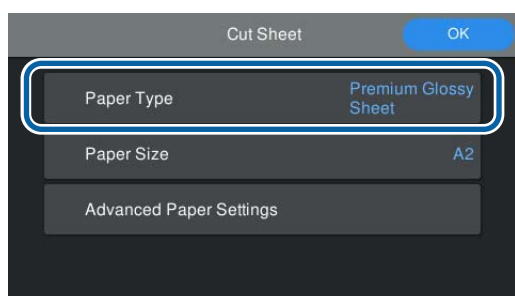 Cut Sheet
OK
Paper Type
Premium Glossy
Sheet
Paper Size
A2
Advanced Paper Settings